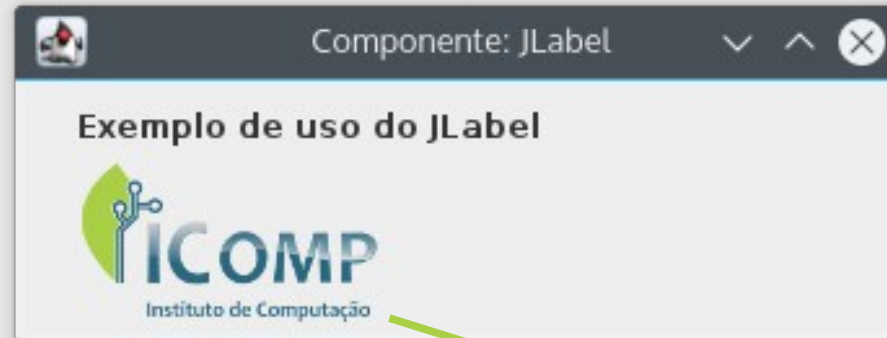 Componente: JLabel
Exemplo de uso do JLabel
ICOMP
Instituto de Computação